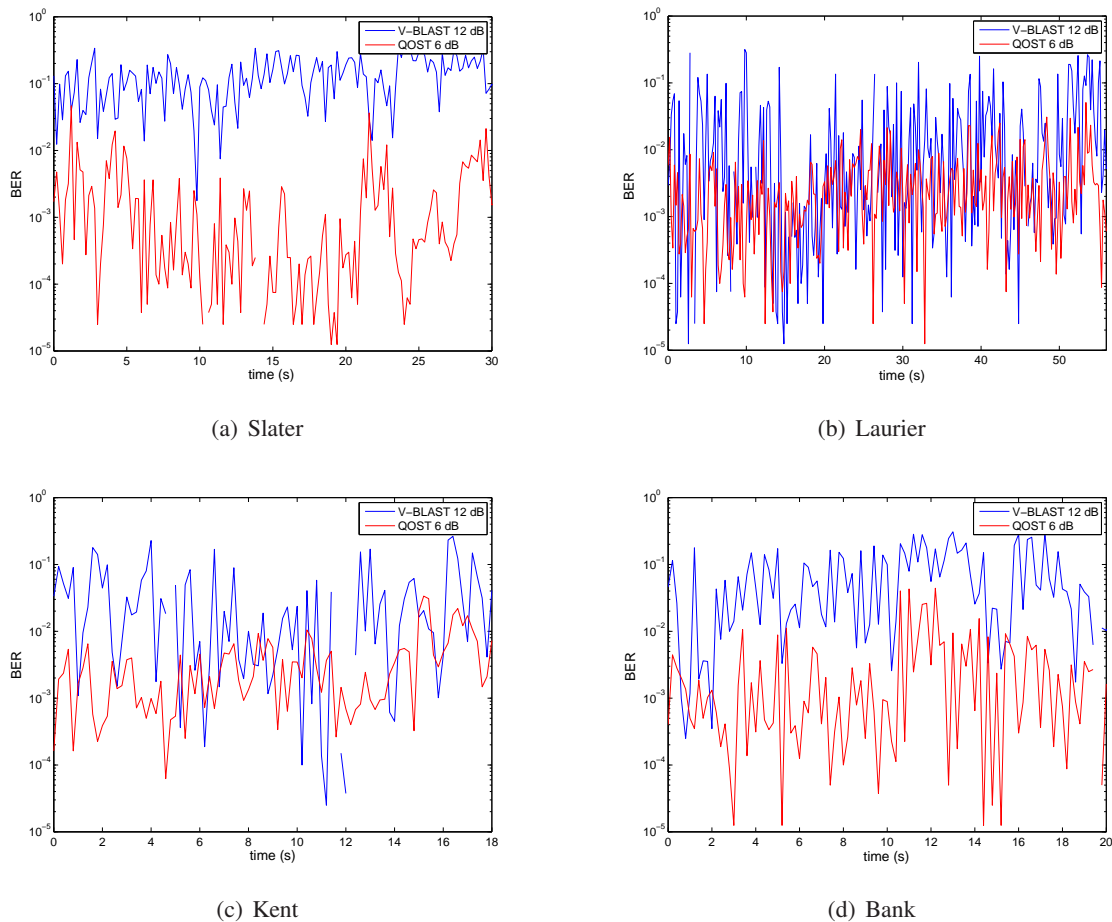 10^0
10^−1
10^−2
10^−3
10^−4
10^−5
BER
V−BLAST 12 dB
QOST 6 dB
0 5 10 15 20 25 30
time (s)
(a) Slater
10^0
10^−1
10^−2
10^−3
10^−4
10^−5
BER
V−BLAST 12 dB
QOST 6 dB
0 10 20 30 40 50
time (s)
(b) Laurier
10^0
10^−1
10^−2
10^−3
10^−4
10^−5
BER
V−BLAST 12 dB
QOST 6 dB
0 2 4 6 8 10 12 14 16 18
time (s)
(c) Kent
10^0
10^−1
10^−2
10^−3
10^−4
10^−5
BER
V−BLAST 12 dB
QOST 6 dB
0 2 4 6 8 10 12 14 16 18 20
time (s)
(d) Bank